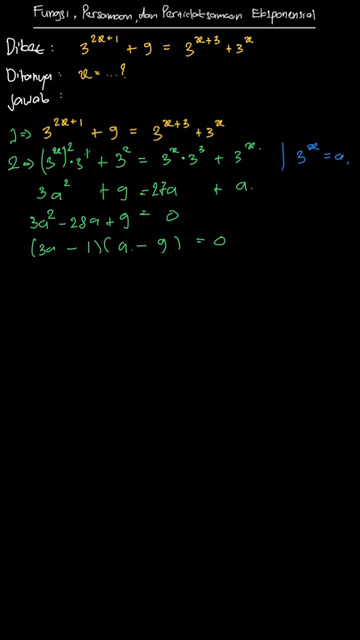 Fungsi, Persamaan, dan Pertidaksamaan Eksponensial
Diket : 3^{2x+1} + 9 = 3^{x+3} + 3^x
Ditanya : x = ... ?
Jawab :
1 ⇒ 3^{2x+1} + 9 = 3^{x+3} + 3^x
2 ⇒ (3^x)^2 · 3^1 + 3^2 = 3^x · 3^3 + 3^x. | 3^x = a.
3a^2 + 9 = 27a + a.
3a^2 - 28a + 9 = 0
(3a - 1)(a - 9) = 0